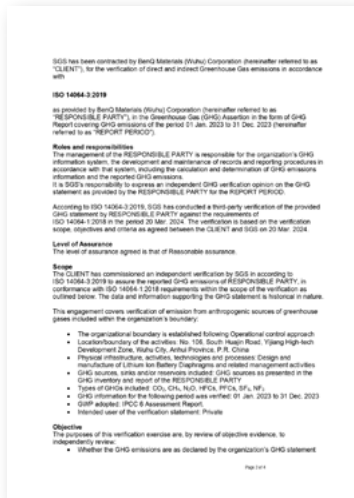 SGS has been contracted by BenQ Materials (Wuhu) Corporation (hereinafter referred to as
"CLIENT"), for the verification of direct and indirect Greenhouse Gas emissions in accordance
with
ISO 14064-3:2019
as provided by BenQ Materials (Wuhu) Corporation (hereinafter referred to as
"RESPONSIBLE PARTY"), in the Greenhouse Gas (GHG) Assertion in the form of GHG
Report covering GHG emissions of the period 01 Jan. 2023 to 31 Dec. 2023 (hereinafter
referred to as "REPORT PERIOD").
Roles and responsibilities
The management of the RESPONSIBLE PARTY is responsible for the organization's GHG
information system, the development and maintenance of records and reporting procedures in
accordance with that system, including the calculation and determination of GHG emissions
information and the reported GHG emissions.
It is SGS's responsibility to express an independent GHG verification opinion on the GHG
statement as provided by the RESPONSIBLE PARTY for the REPORT PERIOD.
According to ISO 14064-3:2019, SGS has conducted a third-party verification of the provided
GHG statement by RESPONSIBLE PARTY against the requirements of
ISO 14064-1:2018 in the period 20 Mar. 2024. The verification is based on the verification
scope, objectives and criteria as agreed between the CLIENT and SGS on 20 Mar. 2024.
Level of Assurance
The level of assurance agreed is that of Reasonable assurance.
Scope
The CLIENT has commissioned an independent verification by SGS in according to
ISO 14064-3:2019 to assure the reported GHG emissions of RESPONSIBLE PARTY, in
conformance with ISO 14064-1:2018 requirements within the scope of the verification as
outlined below. The data and information supporting the GHG statement is historical in nature.
This engagement covers verification of emission from anthropogenic sources of greenhouse
gases included within the organization's boundary:
• The organizational boundary is established following Operational control approach
• Location/boundary of the activities: No. 106, South Huajin Road, Yijiang High-tech
Development Zone, Wuhu City, Anhui Province, P.R. China
• Physical infrastructure, activities, technologies and processes: Design and
manufacture of Lithium Ion Battery Diaphragms and related management activities
• GHG sources, sinks and/or reservoirs included: GHG sources as presented in the
GHG inventory and report of the RESPONSIBLE PARTY
• Types of GHGs included: CO₂, CH₄, N₂O, HFCs, PFCs, SF₆, NF₃
• GHG information for the following period was verified: 01 Jan. 2023 to 31 Dec. 2023
• GWP adopted: IPCC 6 Assessment Report.
• Intended user of the verification statement: Private
Objective
The purposes of this verification exercise are, by review of objective evidence, to
independently review:
• Whether the GHG emissions are as declared by the organization's GHG statement